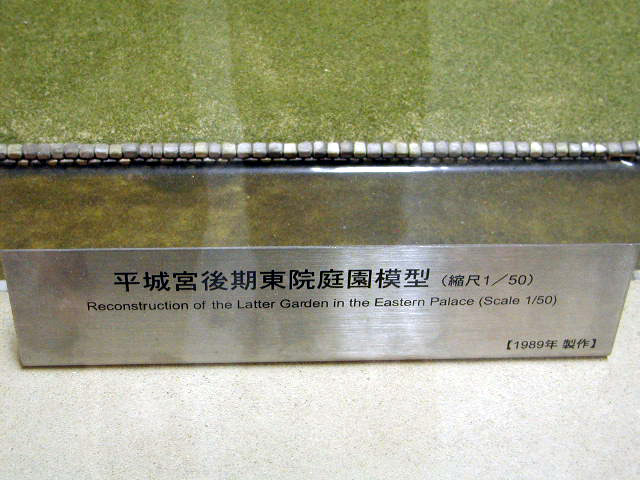 平城宮後期東院庭園模型（縮尺1／50）
Reconstruction of the Latter Garden in the Eastern Palace (Scale 1/50)
【1989年 製作】